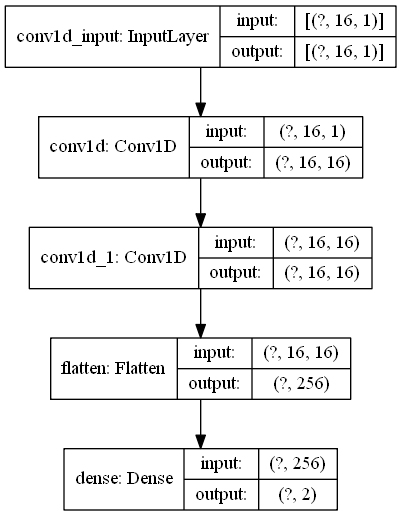 conv1d_input: InputLayer
input: [(?, 16, 1)]
output: [(?, 16, 1)]
conv1d: Conv1D
input: (?, 16, 1)
output: (?, 16, 16)
conv1d_1: Conv1D
input: (?, 16, 16)
output: (?, 16, 16)
flatten: Flatten
input: (?, 16, 16)
output: (?, 256)
dense: Dense
input: (?, 256)
output: (?, 2)